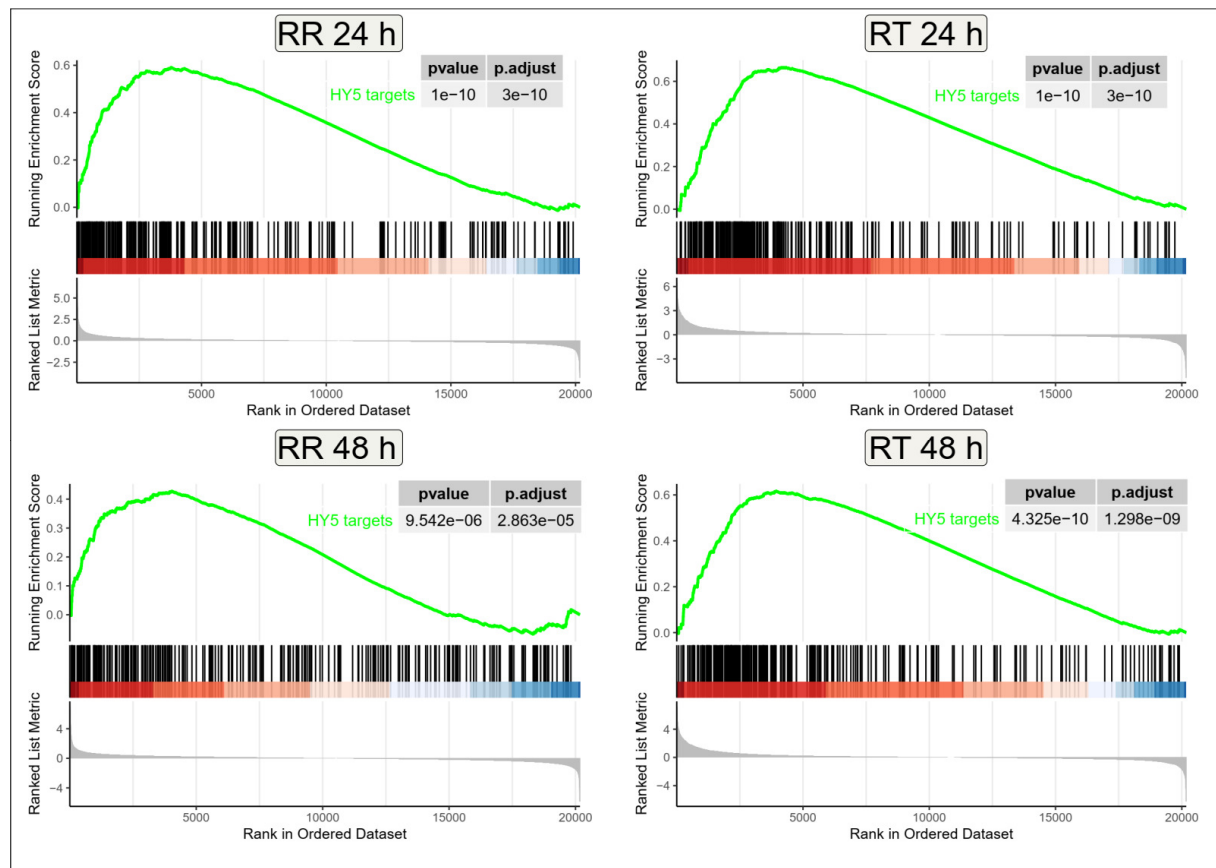 RR 24 h
Running Enrichment Score
0.6
0.4
0.2
0.0
pvalue p.adjust
HY5 targets 1e−10 3e−10
Ranked List Metric
5.0
2.5
0.0
−2.5
5000 10000 15000 20000
Rank in Ordered Dataset
RT 24 h
Running Enrichment Score
0.6
0.4
0.2
0.0
pvalue p.adjust
HY5 targets 1e−10 3e−10
Ranked List Metric
6
3
0
−3
5000 10000 15000 20000
Rank in Ordered Dataset
RR 48 h
Running Enrichment Score
0.4
0.3
0.2
0.1
0.0
pvalue p.adjust
HY5 targets 9.542e−06 2.863e−05
Ranked List Metric
4
0
−4
5000 10000 15000 20000
Rank in Ordered Dataset
RT 48 h
Running Enrichment Score
0.6
0.4
0.2
0.0
pvalue p.adjust
HY5 targets 4.325e−10 1.298e−09
Ranked List Metric
4
0
−4
5000 10000 15000 20000
Rank in Ordered Dataset